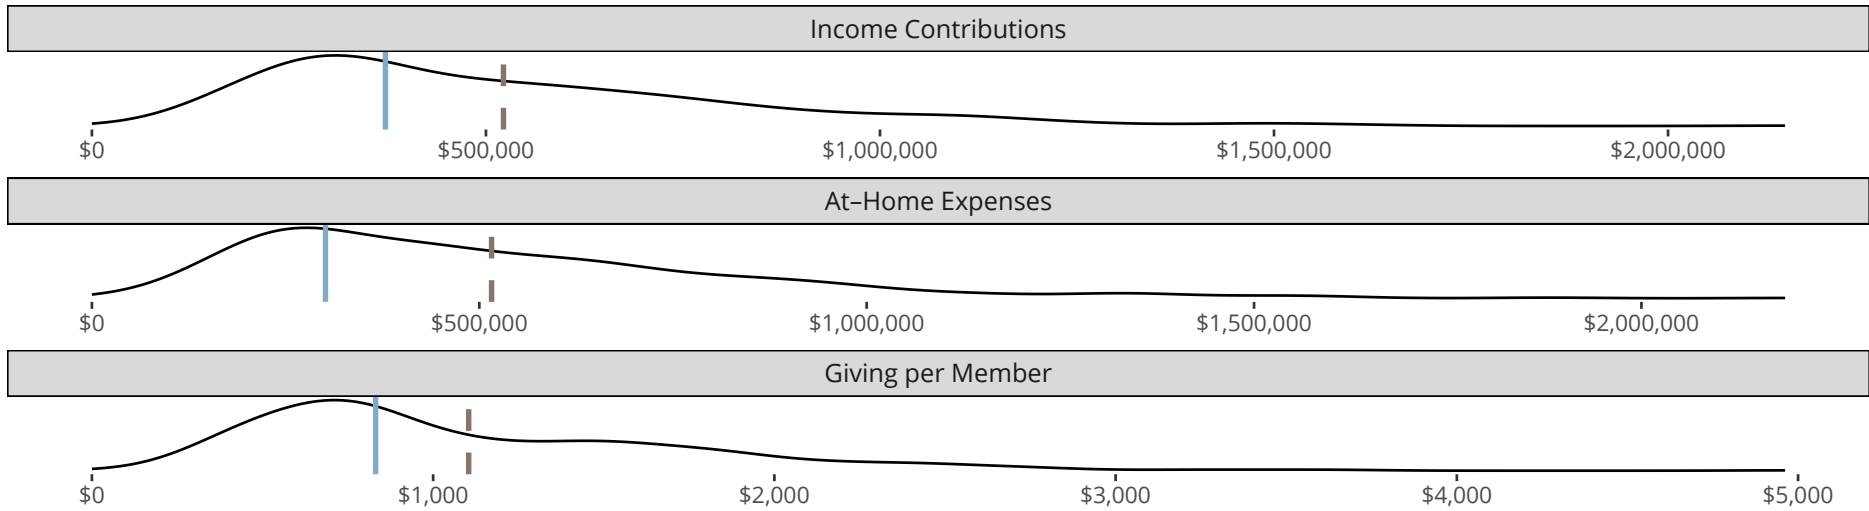 Income Contributions
$0 $500,000 $1,000,000 $1,500,000 $2,000,000
At–Home Expenses
$0 $500,000 $1,000,000 $1,500,000 $2,000,000
Giving per Member
$0 $1,000 $2,000 $3,000 $4,000 $5,000